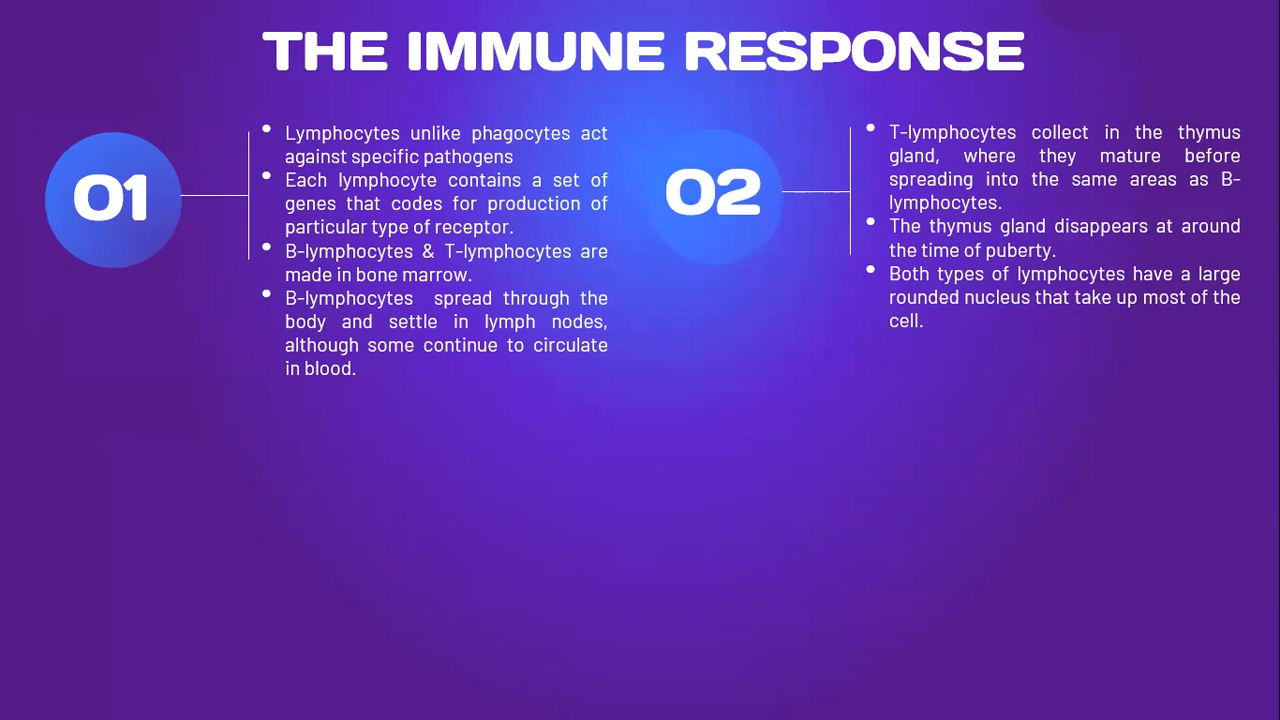 THE IMMUNE RESPONSE
01
• Lymphocytes unlike phagocytes act
against specific pathogens
• Each lymphocyte contains a set of
genes that codes for production of
particular type of receptor.
• B-lymphocytes & T-lymphocytes are
made in bone marrow.
• B-lymphocytes spread through the
body and settle in lymph nodes,
although some continue to circulate
in blood.
02
• T-lymphocytes collect in the thymus
gland, where they mature before
spreading into the same areas as B-
lymphocytes.
• The thymus gland disappears at around
the time of puberty.
• Both types of lymphocytes have a large
rounded nucleus that take up most of the
cell.